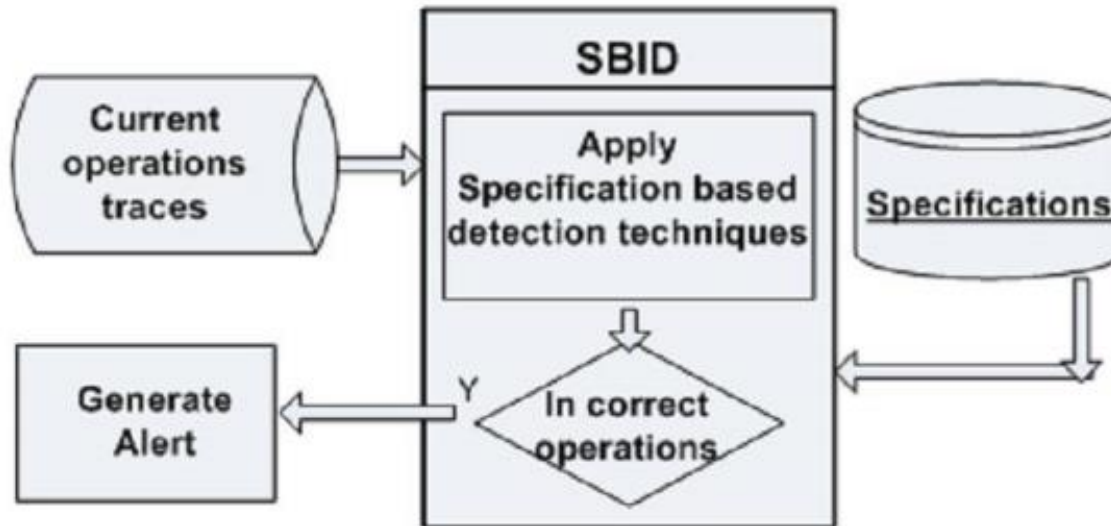 SBID
Current
operations
traces
Apply
Specification based
detection techniques
Specifications
Generate
Alert
Y
In correct
operations